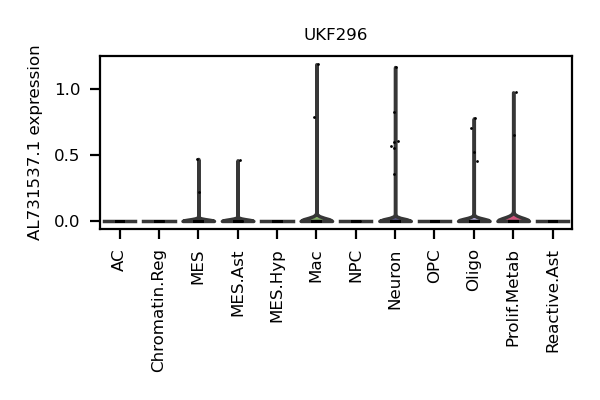 UKF296
AL731537.1 expression
1.0
0.5
0.0
AC
Chromatin.Reg
MES
MES.Ast
MES.Hyp
Mac
NPC
Neuron
OPC
Oligo
Prolif.Metab
Reactive.Ast